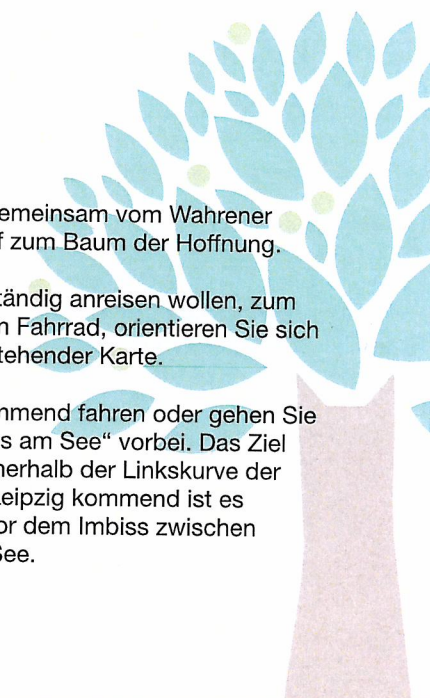 emeinsam vom Wahrener
f zum Baum der Hoffnung.
tändig anreisen wollen, zum
n Fahrrad, orientieren Sie sich
tehender Karte.
mmend fahren oder gehen Sie
s am See“ vorbei. Das Ziel
nerhalb der Linkskurve der
eipzig kommend ist es
or dem Imbiss zwischen
See.